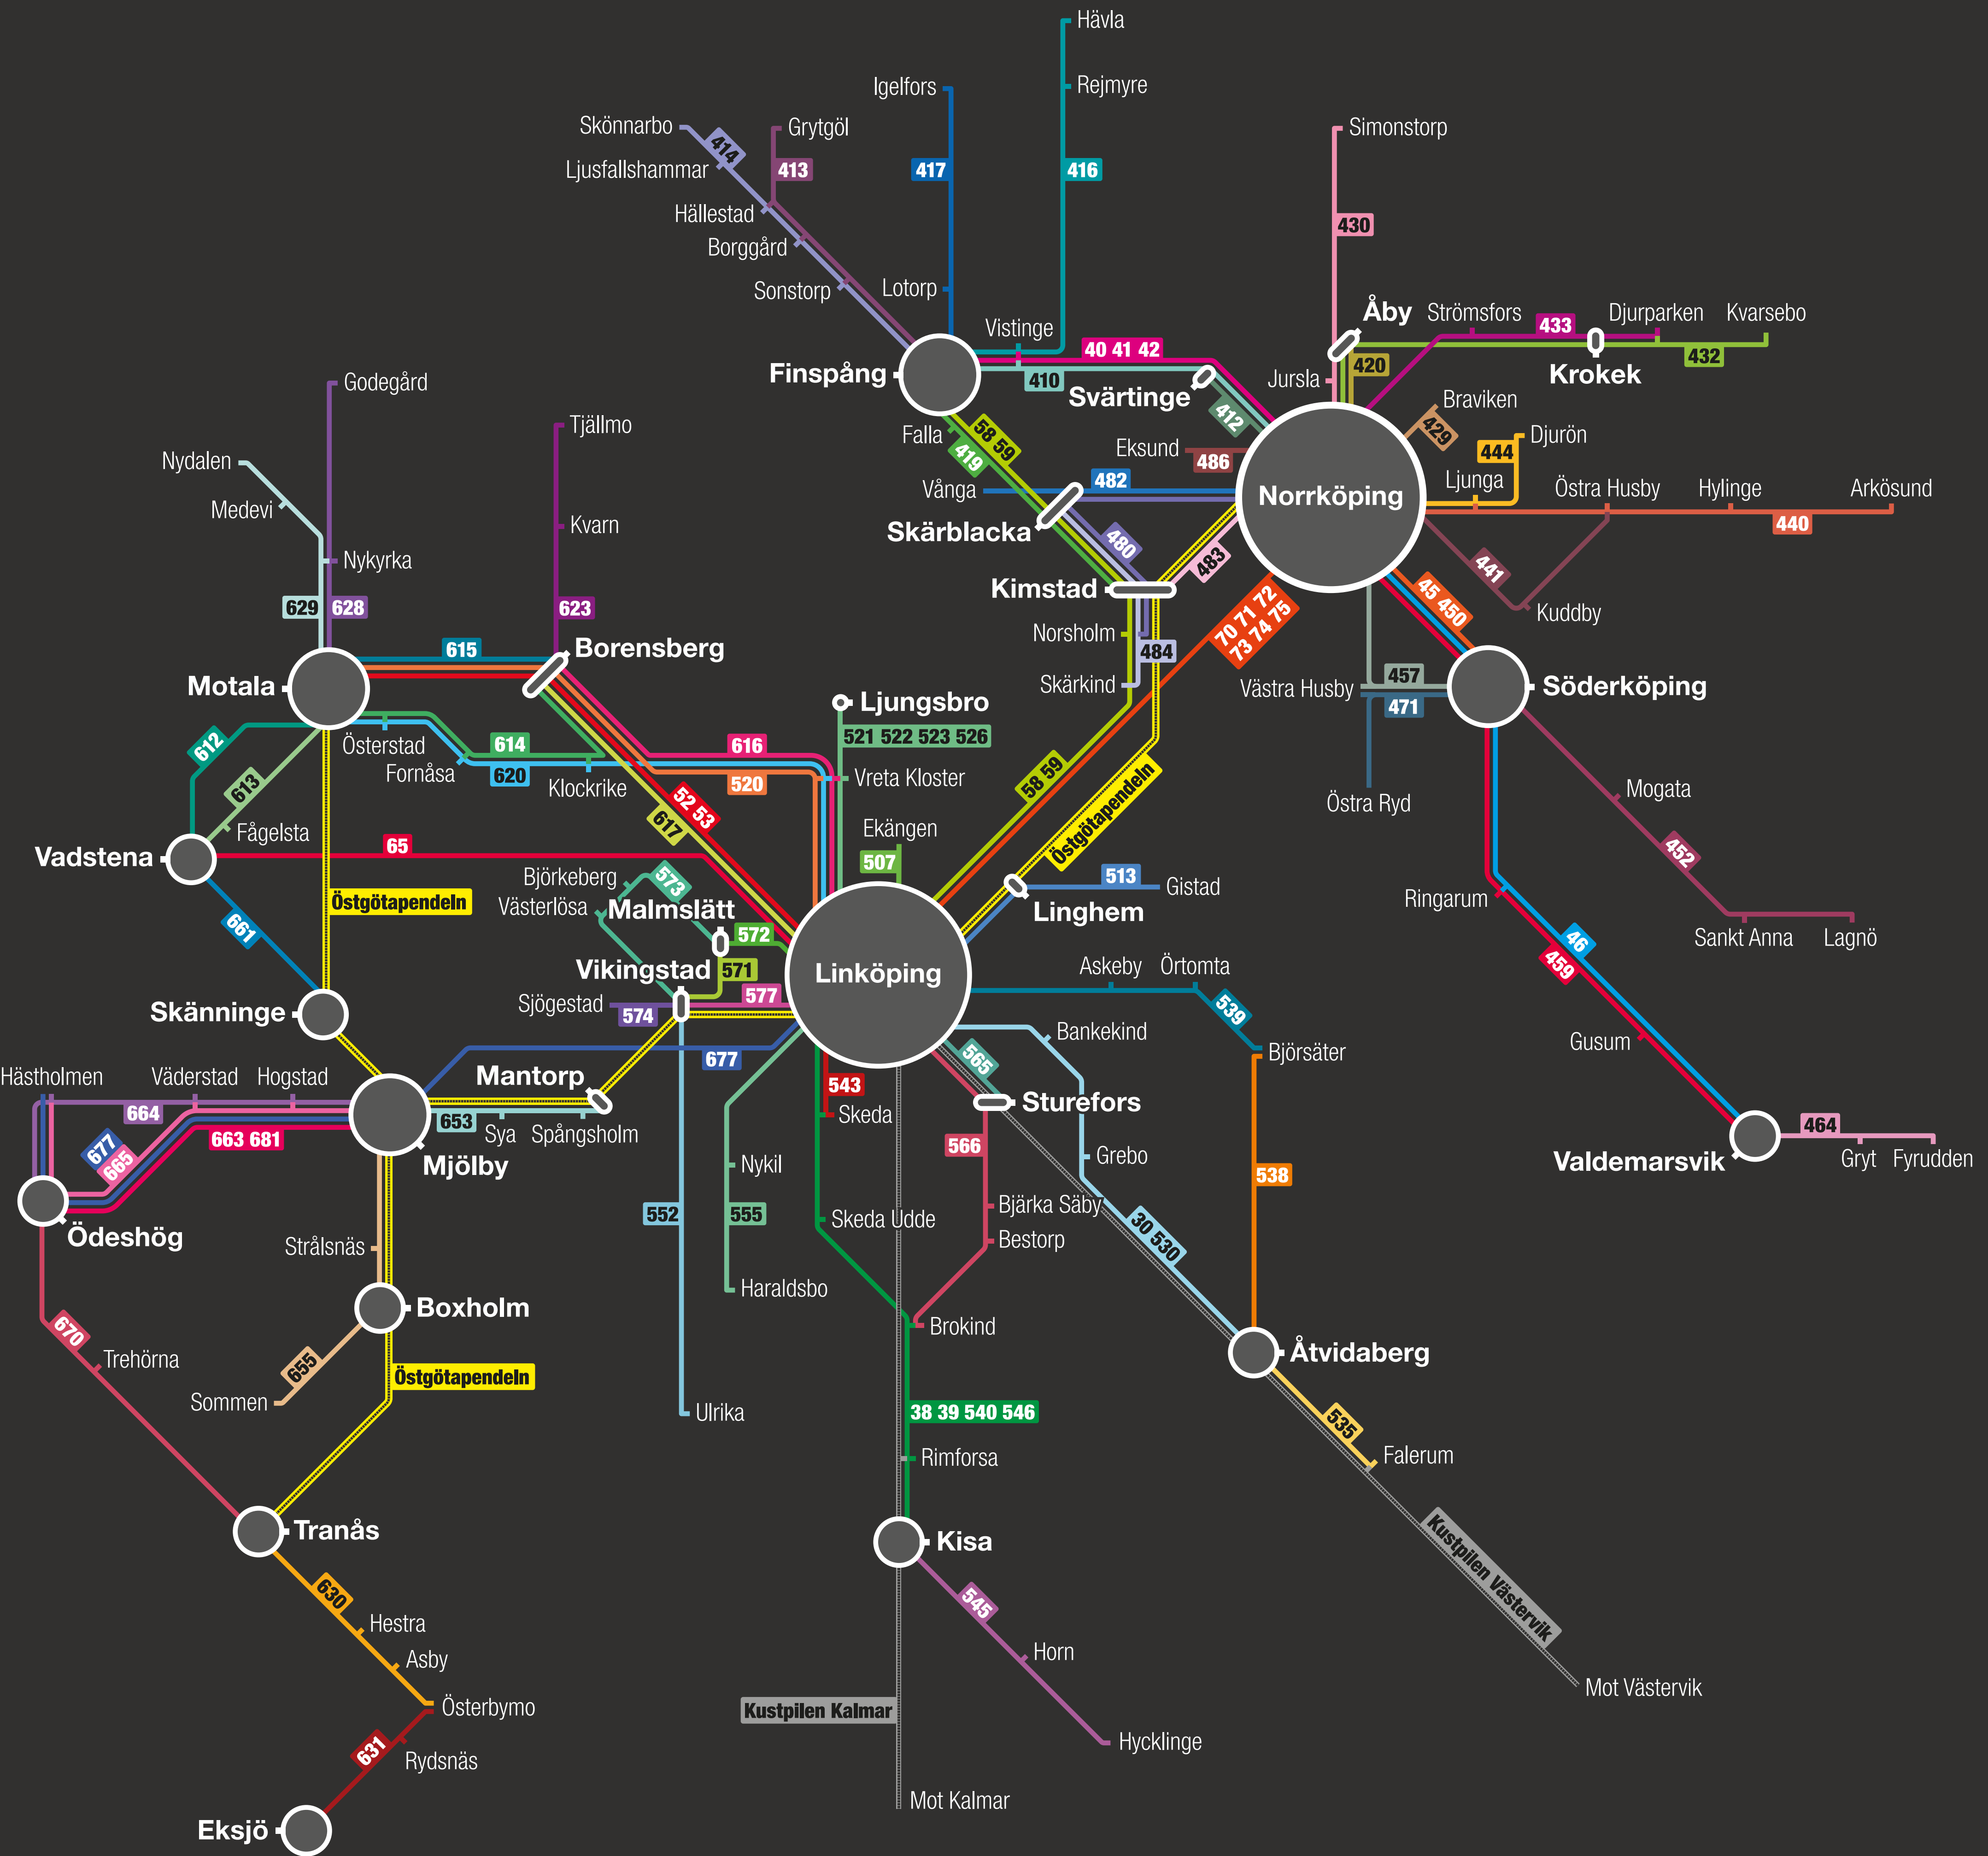 Hävla
Igelfors
Rejmyre
Skönnarbo
Grytgöl
Simonstorp
414
Ljusfallshammar
413
417
416
Hällestad
430
Borggård
Sonstorp
Lotorp
Vistinge
Åby
Strömsfors
433
Djurparken
Kvarsebo
40 41 42
420
432
Finspång
410
Svärtinge
Jursla
Krokek
Godegård
412
Braviken
429
Tjällmo
Falla
58 59
419
Eksund
486
444
Djurön
Nydalen
Medevi
Vånga
482
Norrköping
Ljunga
Östra Husby
Hylinge
Arkösund
440
Kvarn
Skärblacka
480
483
441
Nykyrka
Kimstad
45 450
Kuddby
629
628
623
70 71 72
73 74 75
Norsholm
484
615
Borensberg
Skärkind
Motala
Västra Husby
457
471
Söderköping
Ljungsbro
521 522 523 526
612
Österstad
614
616
Fornåsa
620
Klockrike
520
Vreta Kloster
613
58 59
Östgötapendeln
Östra Ryd
Mogata
52 53
617
Fågelsta
Ekängen
Vadstena
65
507
452
Björkeberg
573
513
Gistad
Västerlösa
Malmslätt
Linghem
Ringarum
Östgötapendeln
661
572
Sankt Anna
Lagnö
46
459
Vikingstad
571
Linköping
Askeby
Örtomta
577
Sjögestad
574
539
Skänninge
Bankekind
Gusum
677
565
Björsäter
Hästholmen
Väderstad
Hogstad
Mantorp
543
Sturefors
664
653
Sya
Spångsholm
Skeda
464
677
665
663 681
566
Mjölby
Nykil
Grebo
538
Valdemarsvik
Gryt
Fyrudden
552
555
Bjärka Säby
Ödeshög
Skeda Udde
30 530
Strålsnäs
Bestorp
Haraldsbo
Boxholm
Brokind
670
Trehörna
655
Östgötapendeln
Åtvidaberg
Sommen
Ulrika
38 39 540 546
535
Rimforsa
Falerum
Tranås
Kisa
Kustpilen Västervik
630
Hestra
545
Asby
Horn
Österbymo
Kustpilen Kalmar
Mot Västervik
631
Rydsnäs
Hycklinge
Mot Kalmar
Eksjö